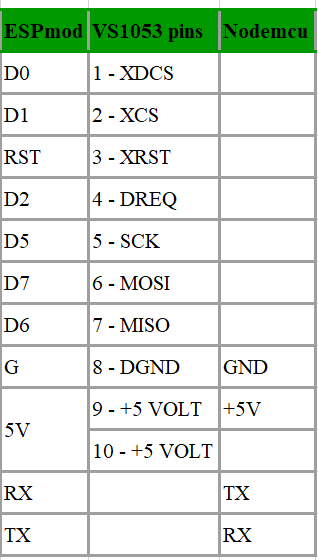 ESPmod VS1053 pins Nodemcu
D0 1 - XDCS
D1 2 - XCS
RST 3 - XRST
D2 4 - DREQ
D5 5 - SCK
D7 6 - MOSI
D6 7 - MISO
G 8 - DGND GND
5V 9 - +5 VOLT +5V
10 - +5 VOLT
RX TX
TX RX